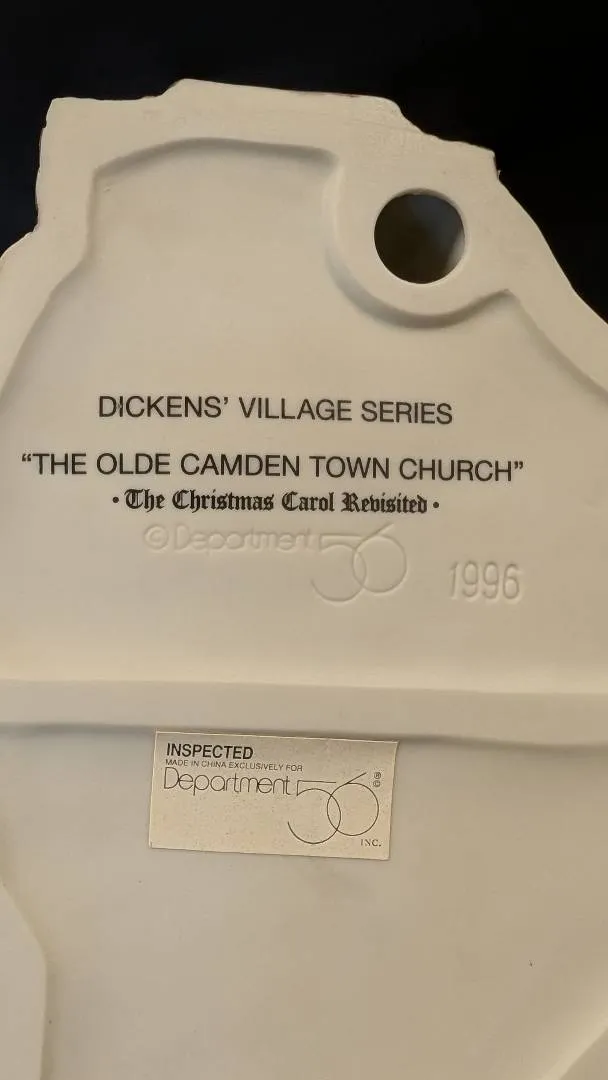 DICKENS' VILLAGE SERIES
“THE OLDE CAMDEN TOWN CHURCH”
• The Christmas Carol Revisited •
© Department 56
1996
INSPECTED
MADE IN CHINA EXCLUSIVELY FOR
Department 56 ® ©
INC.